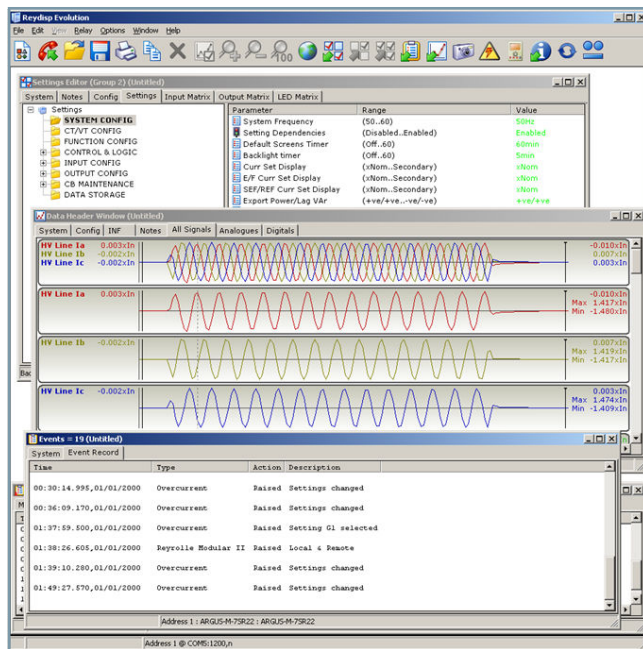 Reydisp Evolution
File Edit View Relay Options Window Help
Settings Editor (Group 2) (Untitled)
System Notes Config Settings Input Matrix Output Matrix LED Matrix
Settings
SYSTEM CONFIG
CT/VT CONFIG
FUNCTION CONFIG
CONTROL & LOGIC
INPUT CONFIG
OUTPUT CONFIG
CB MAINTENANCE
DATA STORAGE
Parameter Range Value
System Frequency (50..60) 50Hz
Setting Dependencies (Disabled..Enabled) Enabled
Default Screens Timer (Off..60) 60min
Backlight timer (Off..60) 5min
Curr Set Display (xNom..Secondary) xNom
E/F Curr Set Display (xNom..Secondary) xNom
SEF/REF Curr Set Display (xNom..Secondary) xNom
Export Power/Lag VAr (+ve/+ve..-ve/-ve) +ve/+ve
Data Header Window (Untitled)
System Config INF Notes All Signals Analogues Digitals
HV Line Ia 0.003xIn -0.010xIn
HV Line Ib -0.002xIn 0.007xIn
HV Line Ic -0.002xIn 0.003xIn
HV Line Ia 0.003xIn -0.010xIn
Max 1.417xIn
Min -1.480xIn
HV Line Ib -0.002xIn 0.007xIn
Max 1.419xIn
Min -1.417xIn
HV Line Ic -0.002xIn 0.003xIn
Max 1.474xIn
Min -1.409xIn
Events = 19 (Untitled)
System Event Record
Time Type Action Description
00:30:14.995,01/01/2000 Overcurrent Raised Settings changed
00:36:09.170,01/01/2000 Overcurrent Raised Settings changed
01:37:59.500,01/01/2000 Overcurrent Raised Setting G1 selected
01:38:26.605,01/01/2000 Reyrolle Modular II Raised Local & Remote
01:39:10.280,01/01/2000 Overcurrent Raised Settings changed
01:49:27.570,01/01/2000 Overcurrent Raised Settings changed
Address 1 : ARGUS-M-7SR22 : ARGUS-M-7SR22
Address 1 @ COM5:1200,n